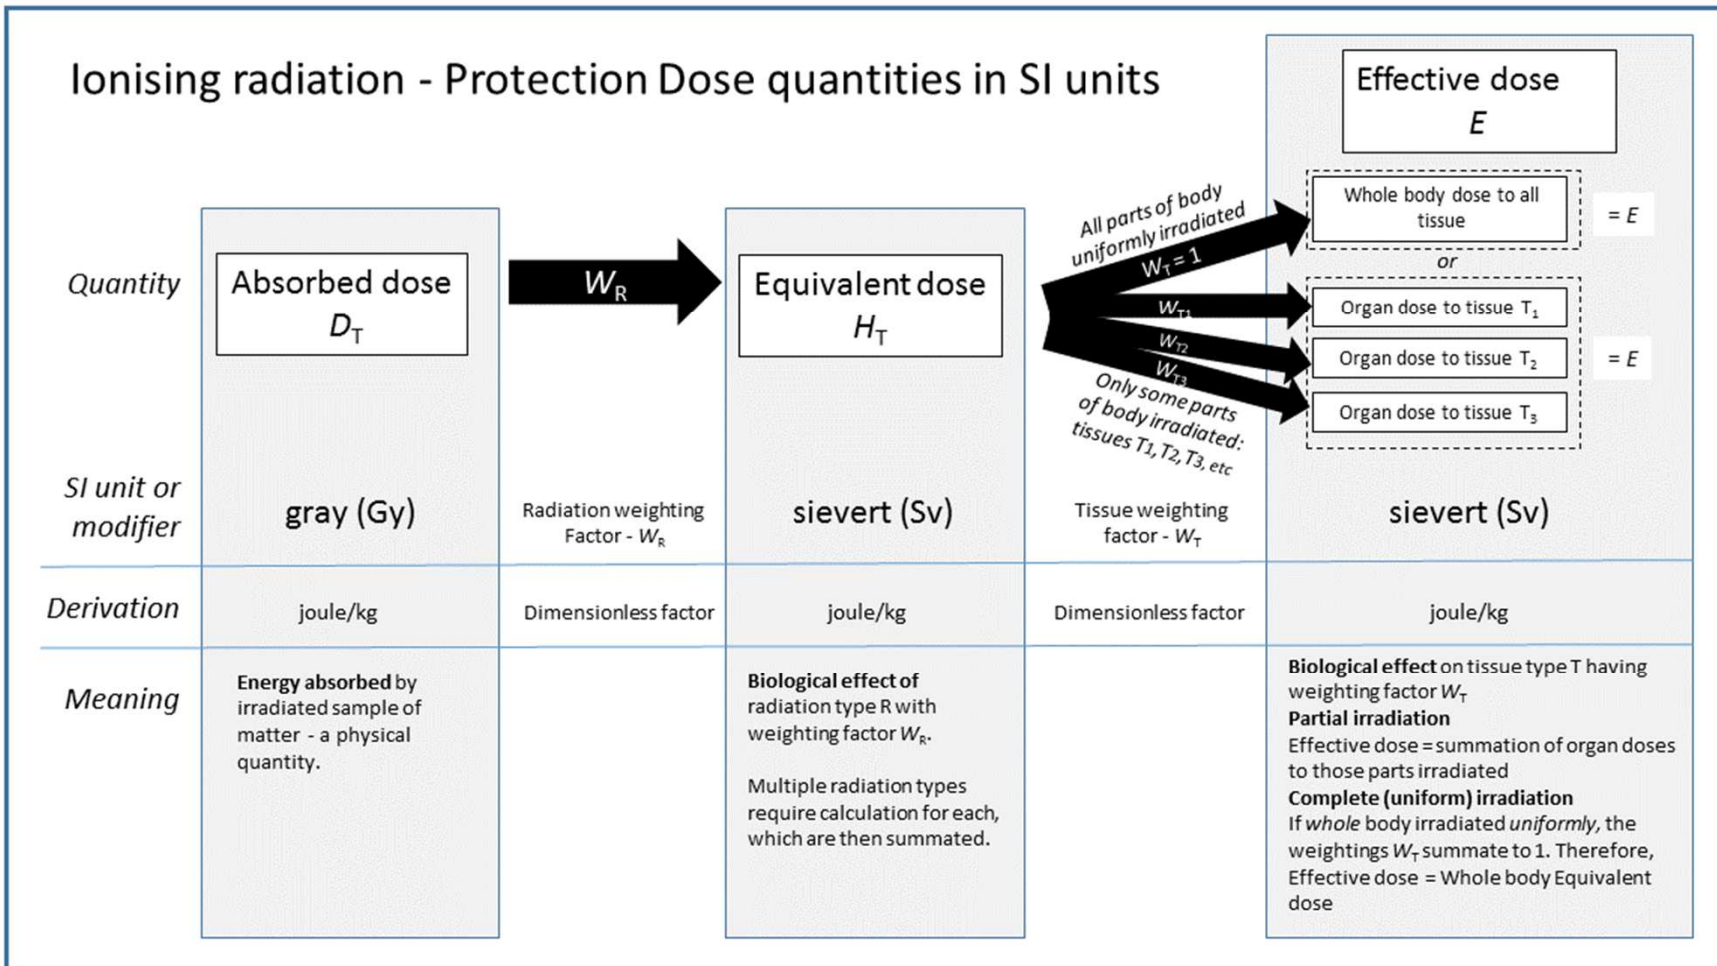 Ionising radiation - Protection Dose quantities in SI units
Effective dose
E
Quantity
Absorbed dose
D_T
W_R
Equivalent dose
H_T
All parts of body
uniformly irradiated
W_T = 1
W_T1
W_T2
W_T3
Only some parts
of body irradiated:
tissues T1, T2, T3, etc
Whole body dose to all
tissue
= E
or
Organ dose to tissue T₁
Organ dose to tissue T₂
= E
Organ dose to tissue T₃
SI unit or
modifier
gray (Gy)
Radiation weighting
Factor - W_R
sievert (Sv)
Tissue weighting
factor - W_T
sievert (Sv)
Derivation
joule/kg
Dimensionless factor
joule/kg
Dimensionless factor
joule/kg
Meaning
Energy absorbed by
irradiated sample of
matter - a physical
quantity.
Biological effect of
radiation type R with
weighting factor W_R.
Multiple radiation types
require calculation for each,
which are then summated.
Biological effect on tissue type T having
weighting factor W_T
Partial irradiation
Effective dose = summation of organ doses
to those parts irradiated
Complete (uniform) irradiation
If whole body irradiated uniformly, the
weightings W_T summate to 1. Therefore,
Effective dose = Whole body Equivalent
dose